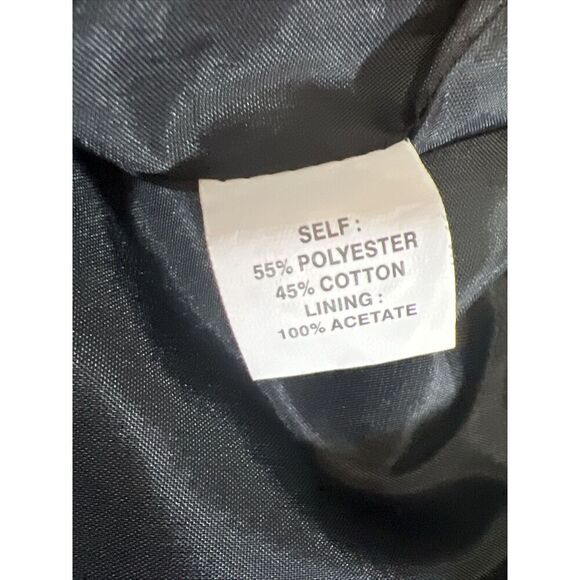 SELF :
55% POLYESTER
45% COTTON
LINING :
100% ACETATE